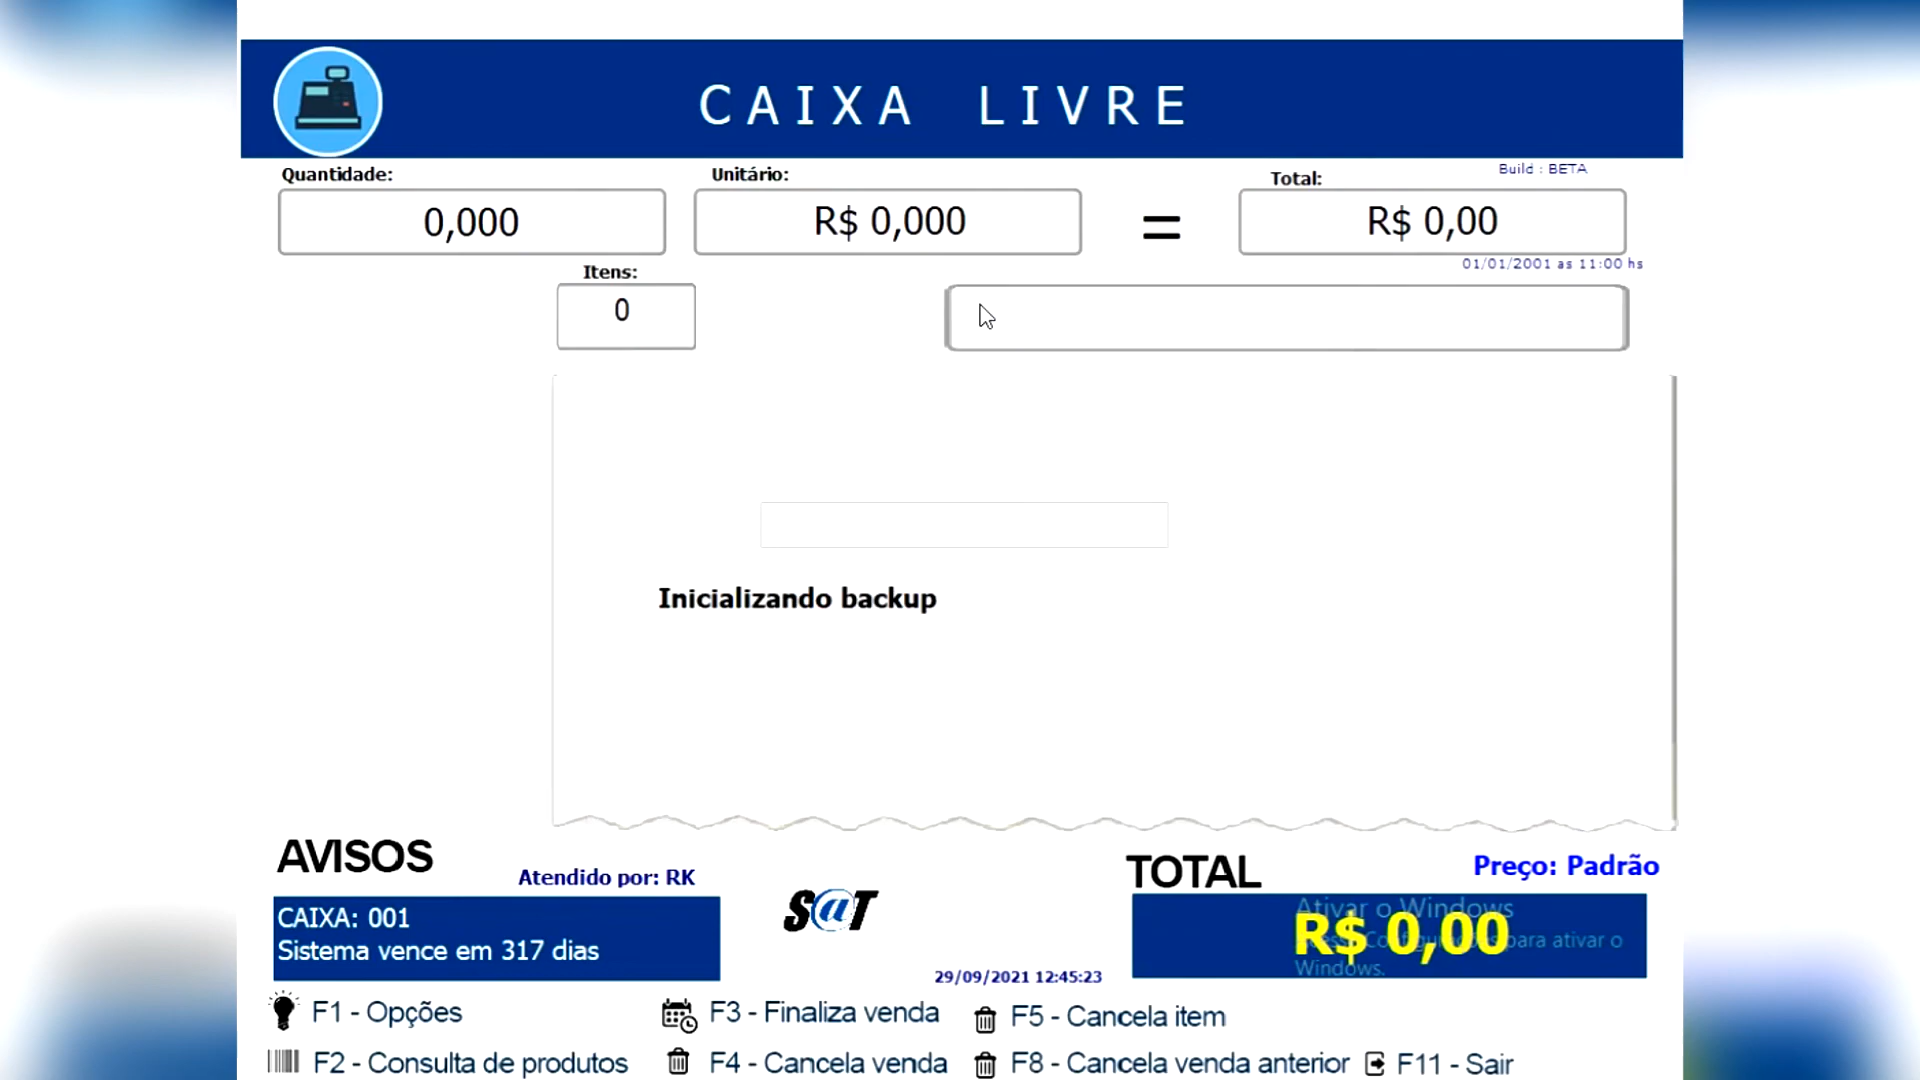 CAIXA LIVRE
Quantidade:
Unitário:
Total:
Build : BETA
0,000
R$ 0,000
=
R$ 0,00
01/01/2001 as 11:00 hs
Itens:
0
Inicializando backup
AVISOS
Atendido por: RK
CAIXA: 001
Sistema vence em 317 dias
S@T
29/09/2021 12:45:23
TOTAL
Preço: Padrão
R$ 0,00
Ativar o Windows
para ativar o
Windows.
F1 - Opções
F3 - Finaliza venda
F5 - Cancela item
F2 - Consulta de produtos
F4 - Cancela venda
F8 - Cancela venda anterior
F11 - Sair